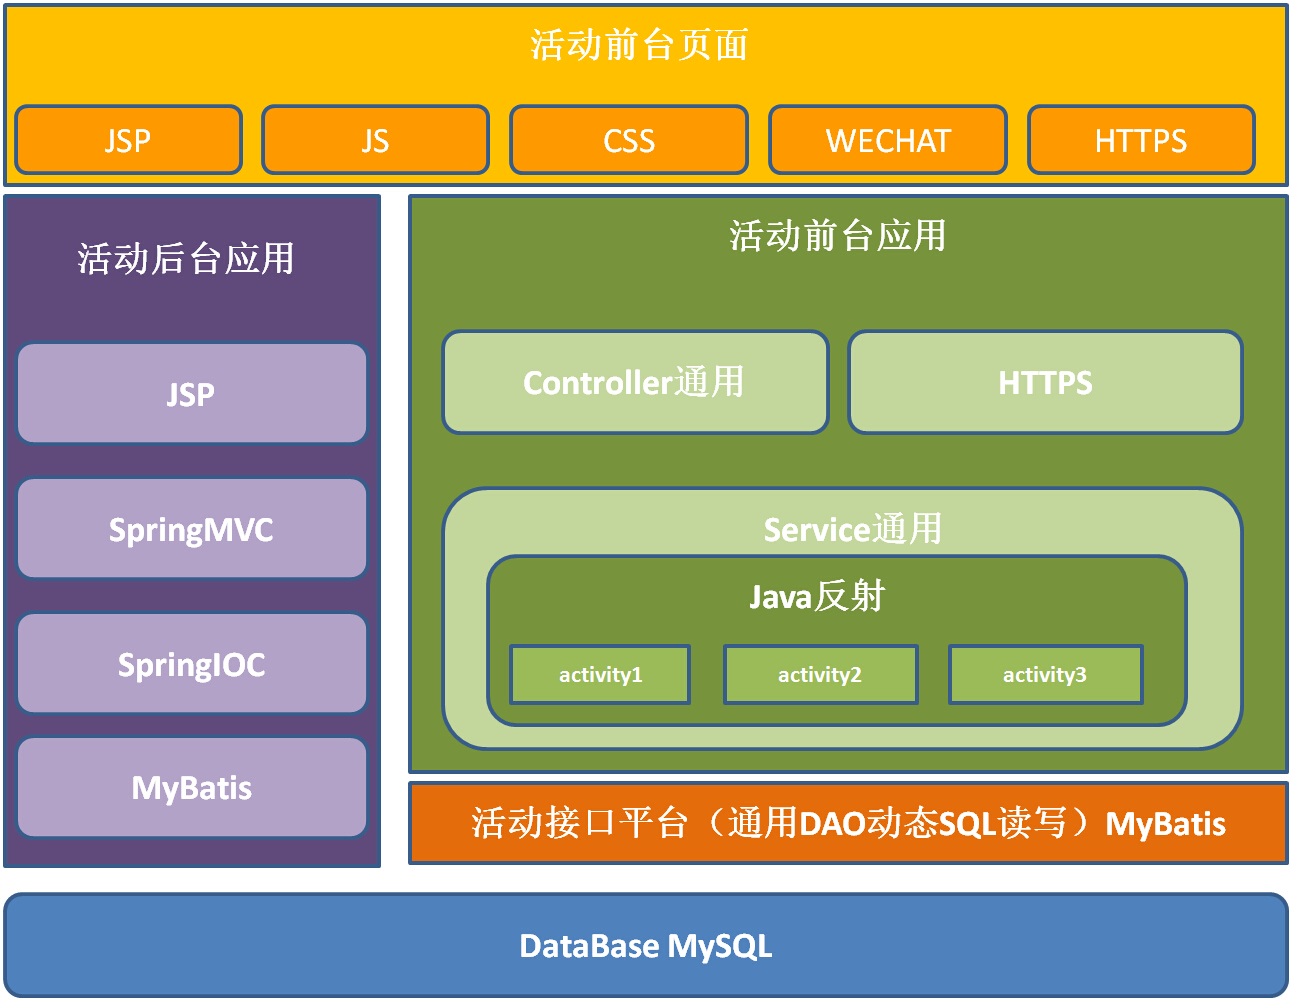 活动前台页面
JSP
JS
CSS
WECHAT
HTTPS
活动后台应用
JSP
SpringMVC
SpringIOC
MyBatis
活动前台应用
Controller通用
HTTPS
Service通用
Java反射
activity1
activity2
activity3
活动接口平台（通用DAO动态SQL读写）MyBatis
DataBase MySQL